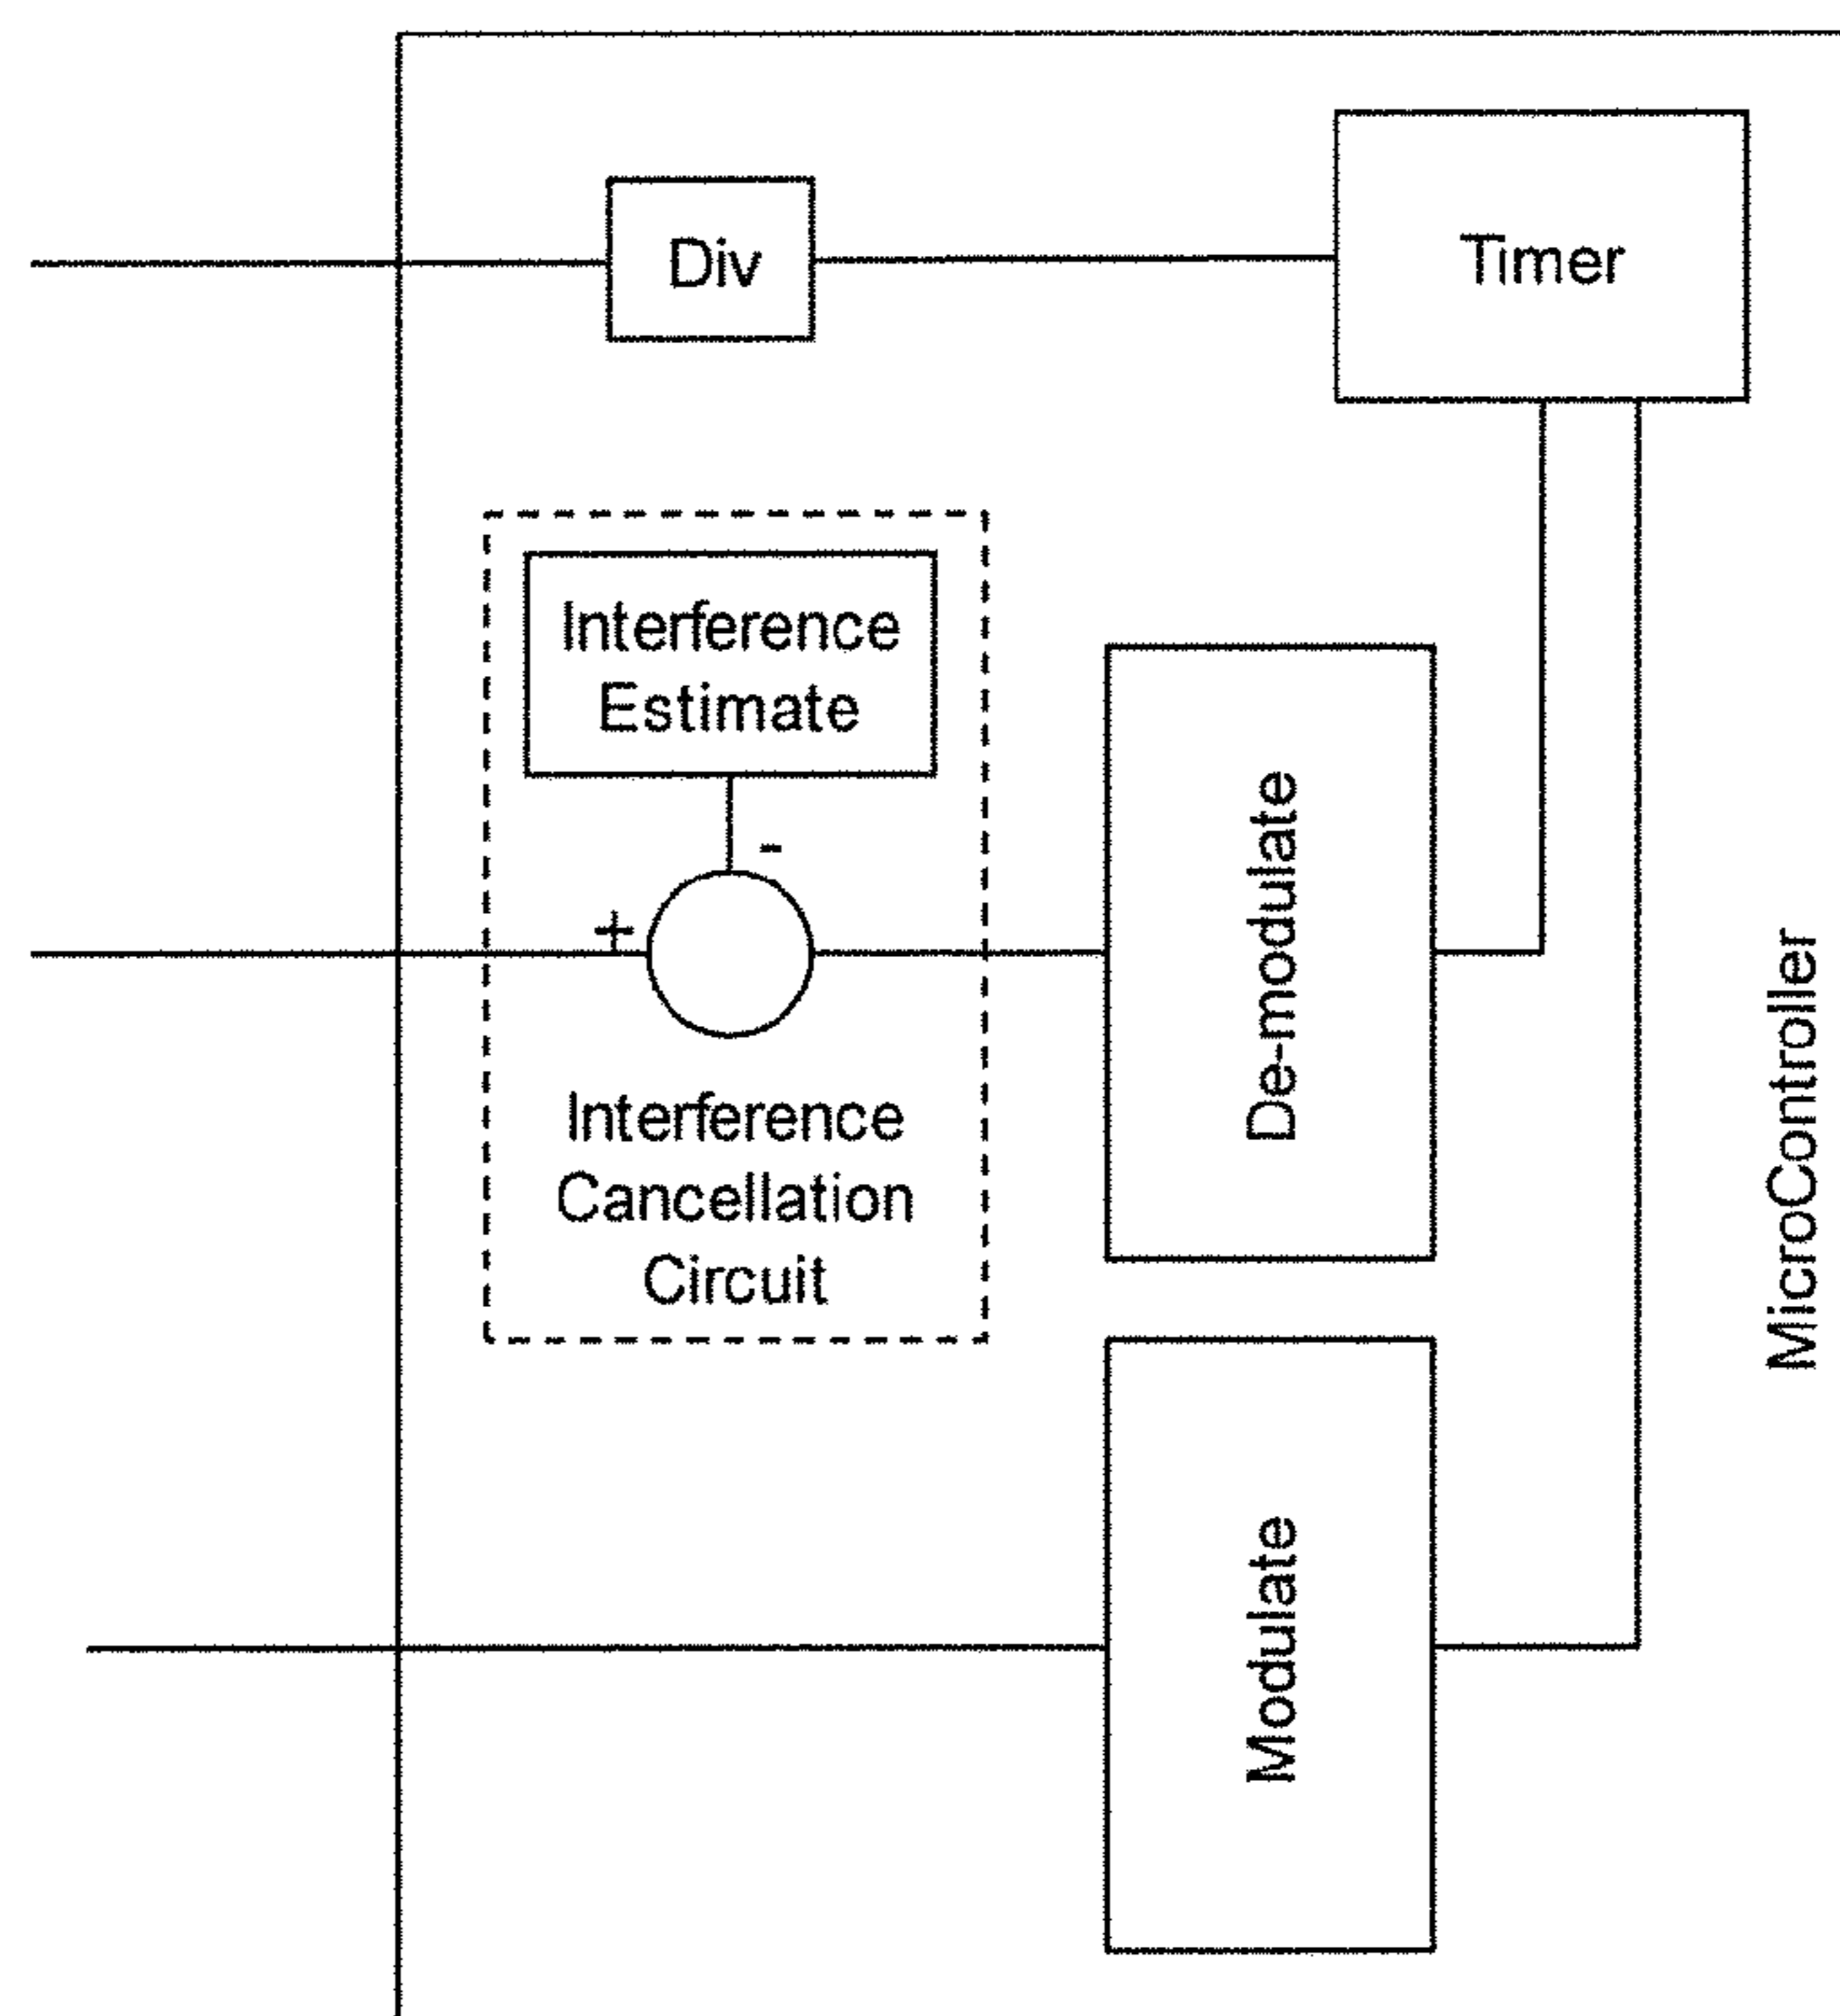 Div
Timer
Interference
Estimate
-
+
Interference
Cancellation
Circuit
De-modulate
Modulate
MicroController